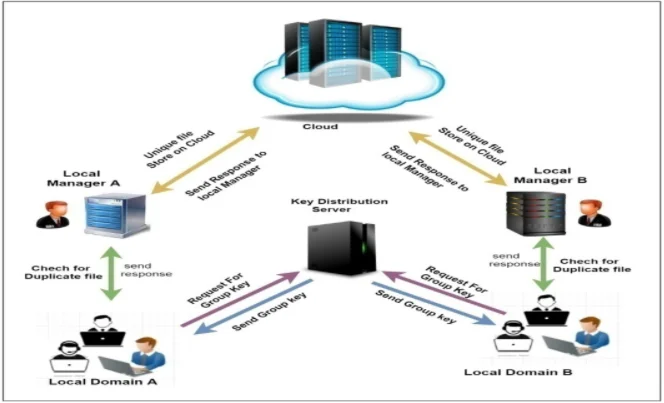 Cloud
Unique file
Store on Cloud
Send Response to
local Manager
Unique file
Store on Cloud
Send Response to
local Manager
Local
Manager A
Local
Manager B
Key Distribution
Server
Chech for
Duplicate file
send
response
send
response
Chech for
Duplicate file
Request For
Group Key
Send Group key
Request For
Group Key
Send Group key
Local Domain A
Local Domain B